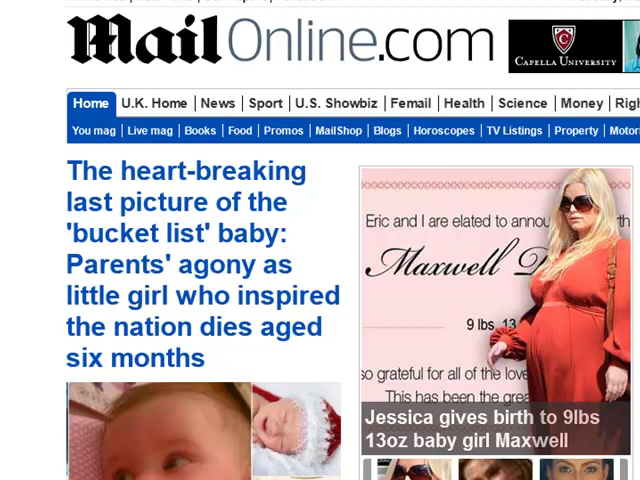 Mail Online.com
CAPELLA UNIVERSITY
Home U.K. Home News Sport U.S. Showbiz Femail Health Science Money
You mag Live mag Books Food Promos MailShop Blogs Horoscopes TV Listings Property
The heart-breaking
last picture of the
'bucket list' baby:
Parents' agony as
little girl who inspired
the nation dies aged
six months
Eric and I are elated to
Maxwell
9 lbs, 13
so grateful for all of the
This has been the
Jessica gives birth to 9lbs
13oz baby girl Maxwell